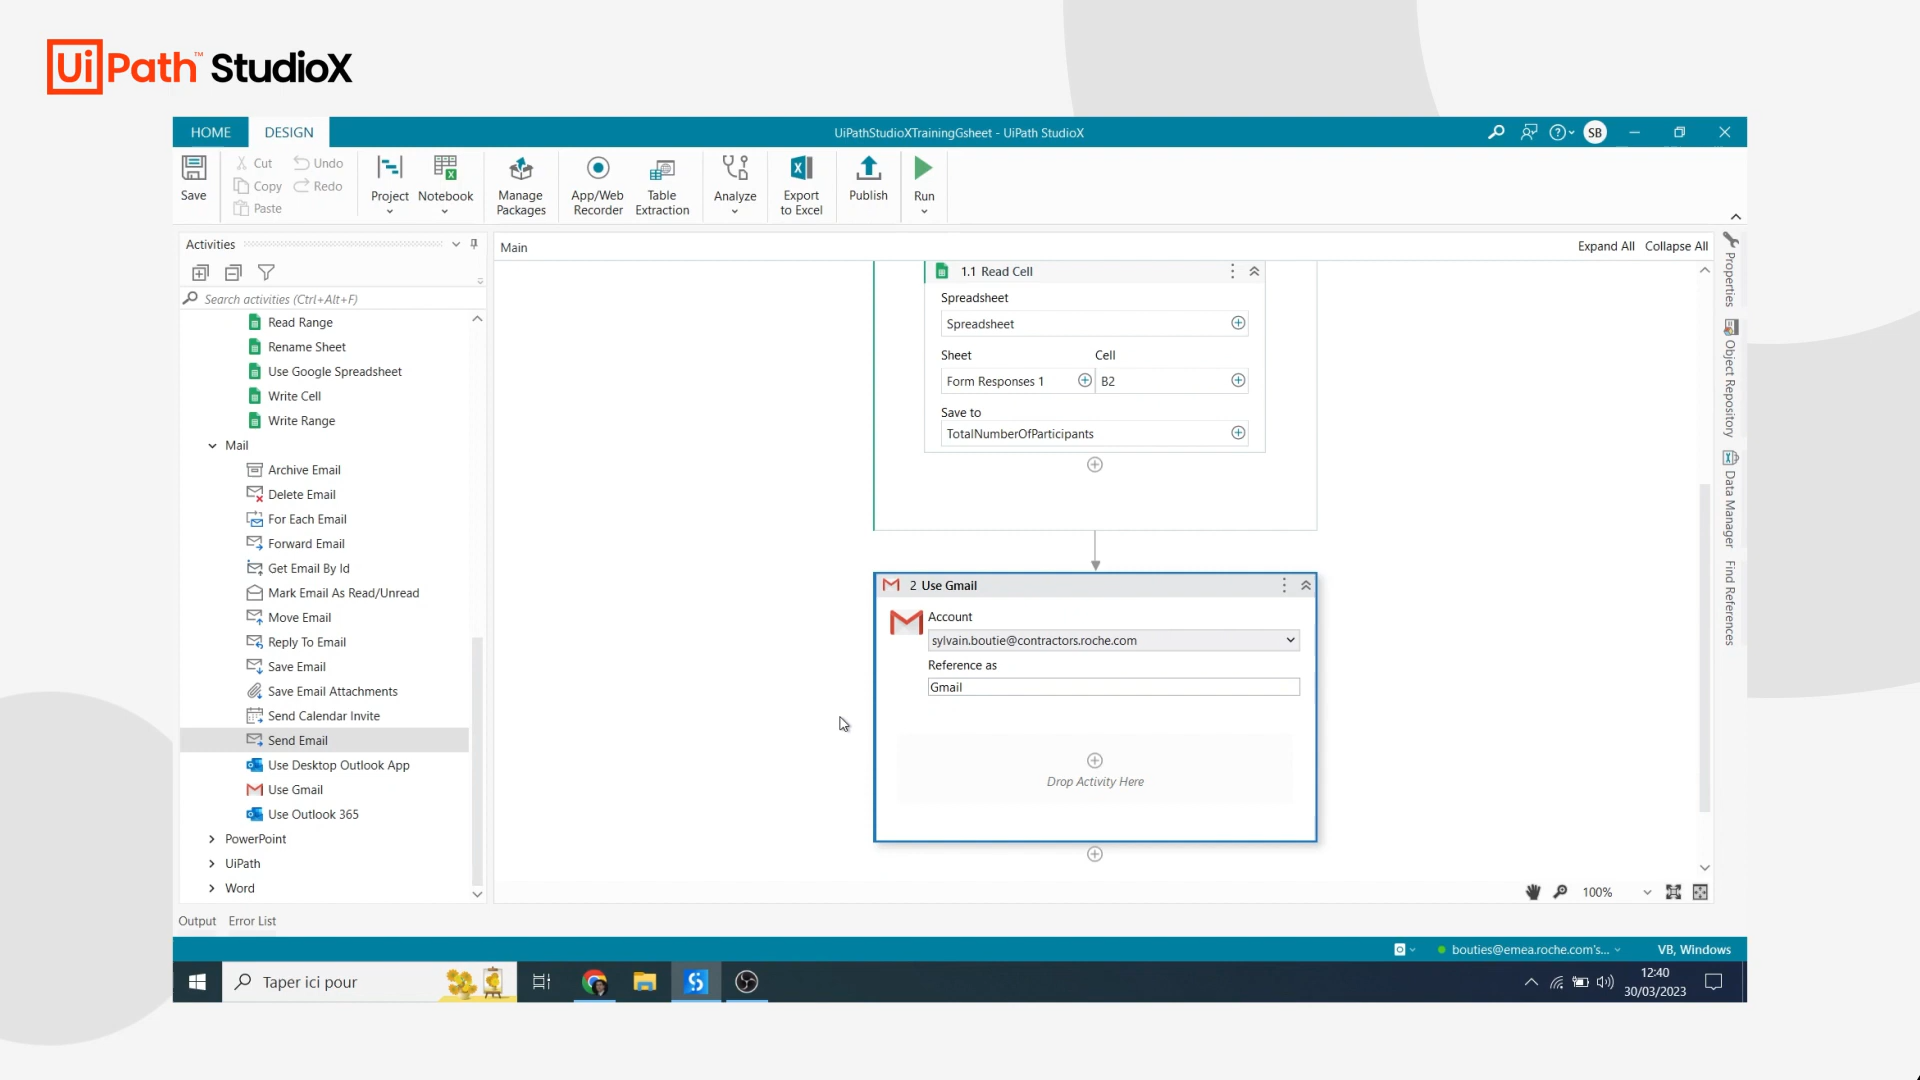 UiPath™ StudioX
HOME DESIGN UiPathStudioXTrainingGsheet - UiPath StudioX SB
Save
Cut
Copy
Paste
Undo
Redo
Project
Notebook
Manage Packages
App/Web Recorder
Table Extraction
Analyze
Export to Excel
Publish
Run
Activities
Search activities (Ctrl+Alt+F)
Read Range
Rename Sheet
Use Google Spreadsheet
Write Cell
Write Range
Mail
Archive Email
Delete Email
For Each Email
Forward Email
Get Email By Id
Mark Email As Read/Unread
Move Email
Reply To Email
Save Email
Save Email Attachments
Send Calendar Invite
Send Email
Use Desktop Outlook App
Use Gmail
Use Outlook 365
PowerPoint
UiPath
Word
Main
Expand All Collapse All
1.1 Read Cell
Spreadsheet
Spreadsheet
Sheet Cell
Form Responses 1 B2
Save to
TotalNumberOfParticipants
2 Use Gmail
Account
sylvain.boutie@contractors.roche.com
Reference as
Gmail
Drop Activity Here
100%
Properties
Object Repository
Data Manager
Find References
Output Error List
bouties@emea.roche.com's... VB, Windows
Taper ici pour
12:40
30/03/2023